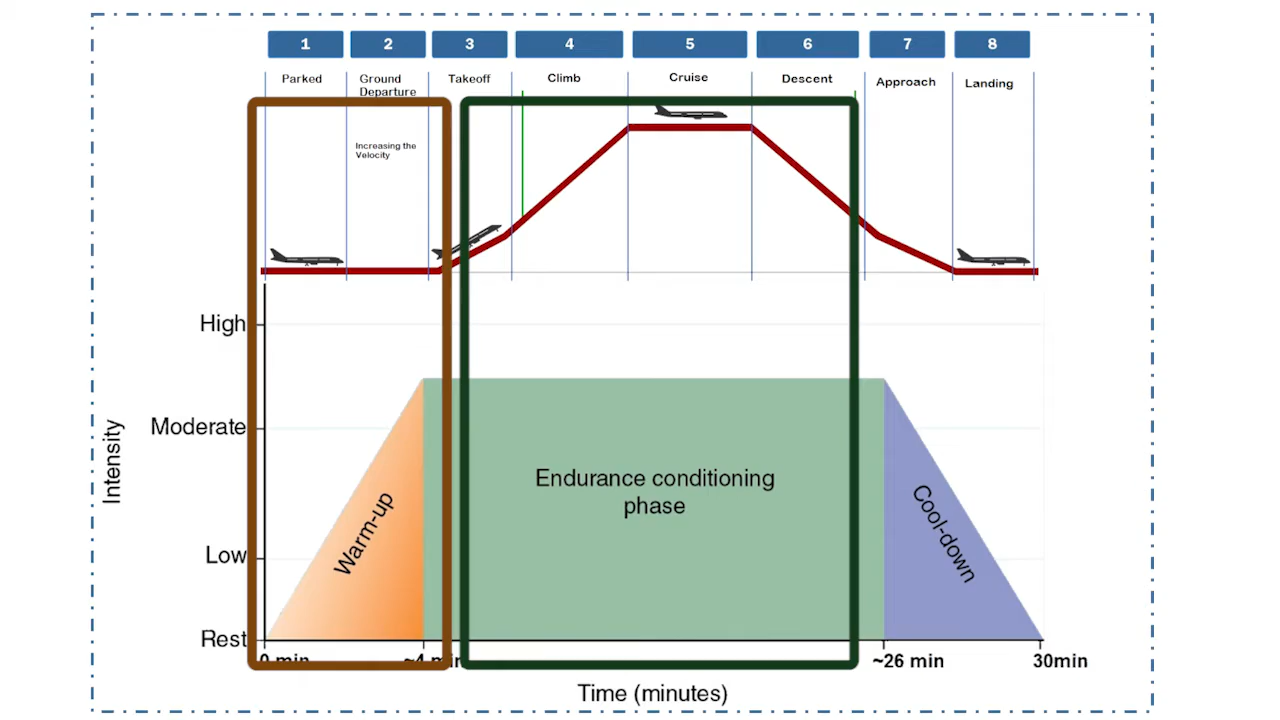 1 2 3 4 5 6 7 8
Parked Ground Takeoff Climb Cruise Descent Approach Landing
Departure
Increasing the
Velocity
High
Moderate
Low
Rest
Intensity
Warm-up
Endurance conditioning
phase
Cool-down
0 min ~4 min ~26 min 30min
Time (minutes)